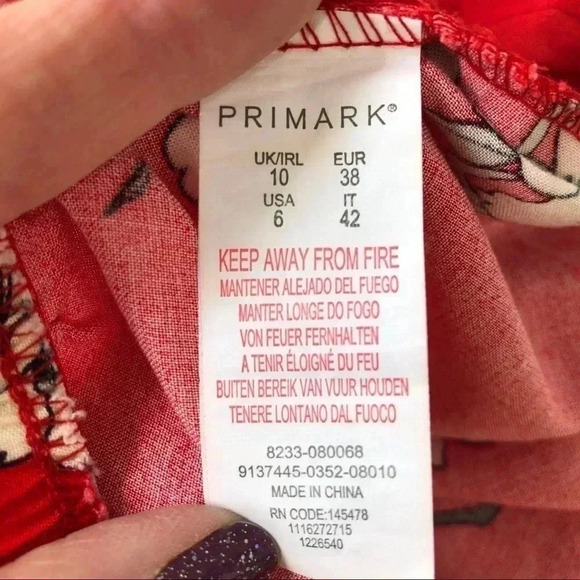 PRIMARK®
UK/IRL EUR
10 38
USA IT
6 42
KEEP AWAY FROM FIRE
MANTENER ALEJADO DEL FUEGO
MANTER LONGE DO FOGO
VON FEUER FERNHALTEN
A TENIR ÉLOIGNÉ DU FEU
BUITEN BEREIK VAN VUUR HOUDEN
TENERE LONTANO DAL FUOCO
8233-080068
9137445-0352-08010
MADE IN CHINA
RN CODE:145478
1116272715
1226540